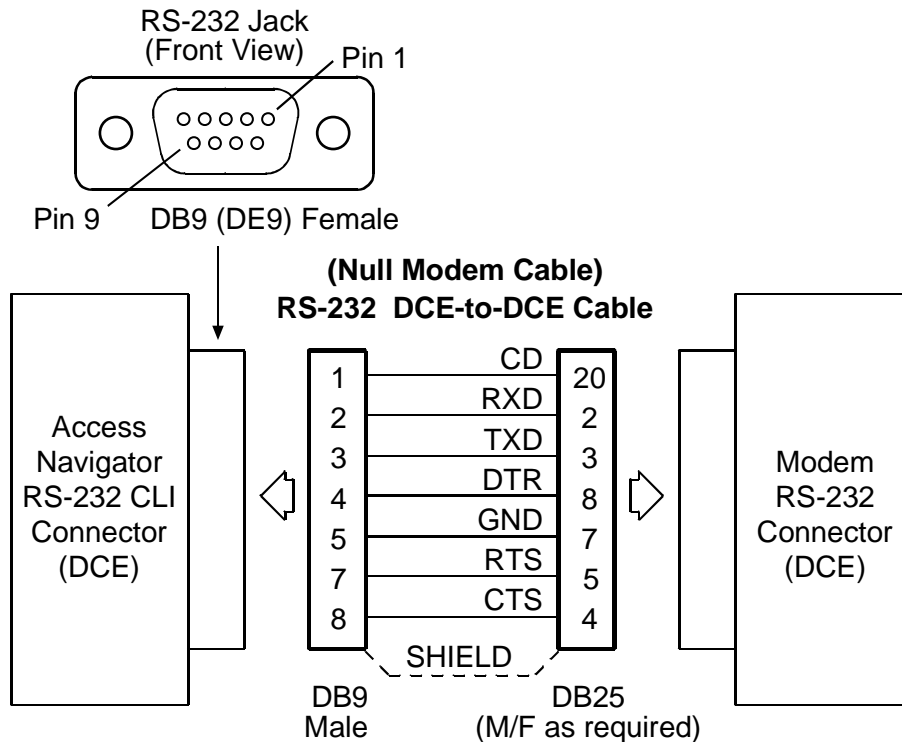 RS-232 Jack
(Front View)
Pin 1
Pin 9
DB9 (DE9) Female
(Null Modem Cable)
RS-232 DCE-to-DCE Cable
Access
Navigator
RS-232 CLI
Connector
(DCE)
1
2
3
4
5
7
8
CD
RXD
TXD
DTR
GND
RTS
CTS
SHIELD
20
2
3
8
7
5
4
Modem
RS-232
Connector
(DCE)
DB9
Male
DB25
(M/F as required)